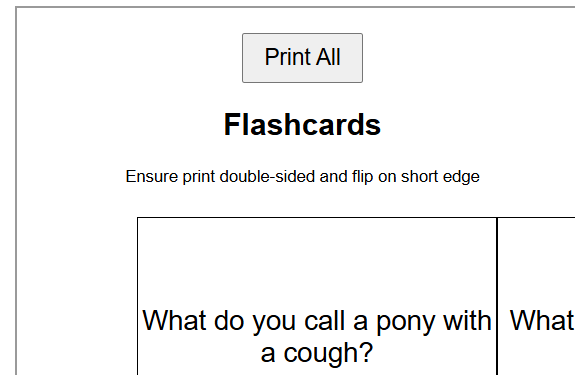 Print All
Flashcards
Ensure print double-sided and flip on short edge
What do you call a pony with
a cough?
What